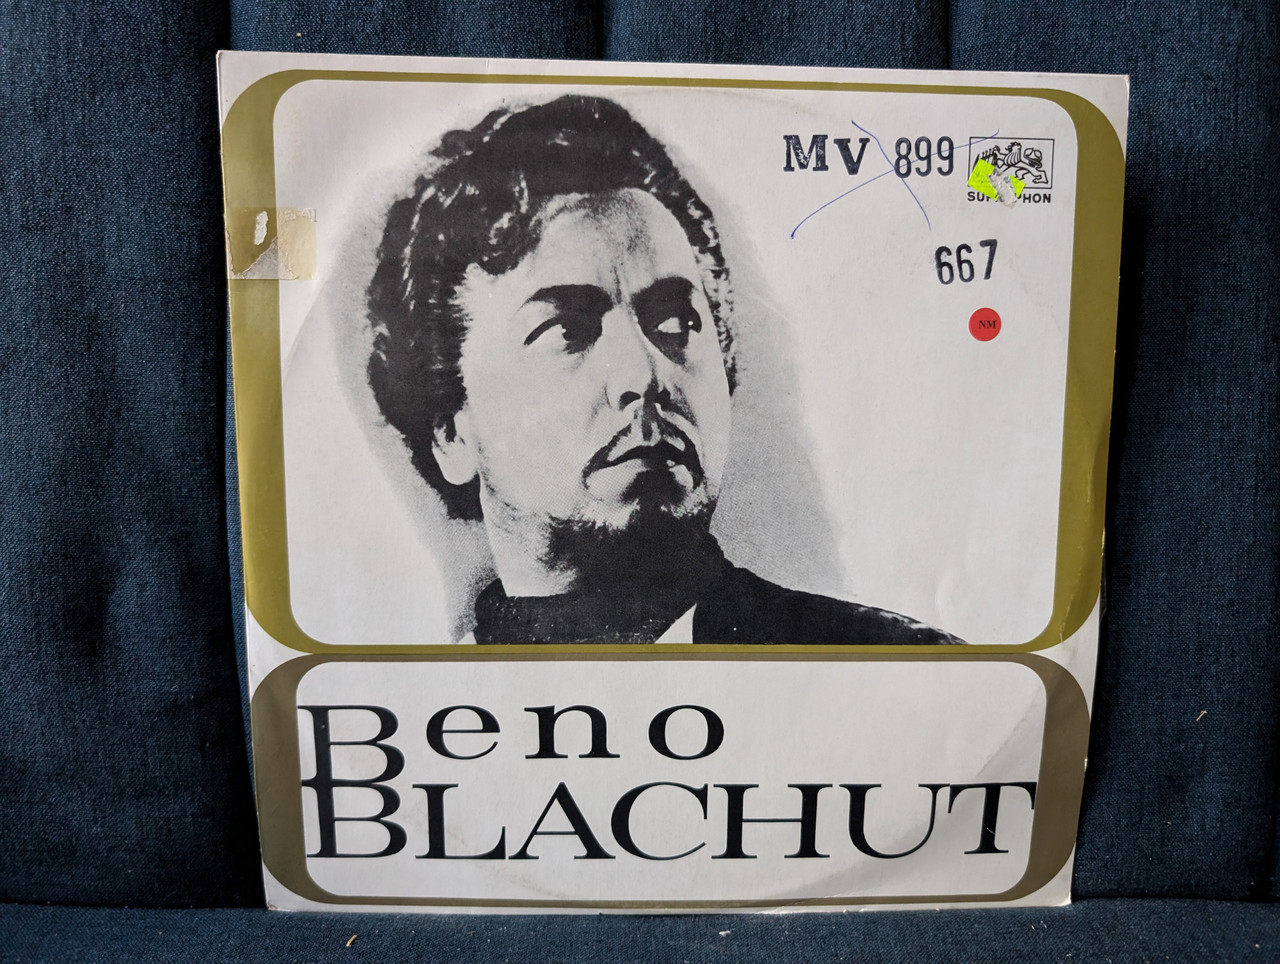 MV 899
SUPRAPHON
667
NM
Beno
BLACHUT